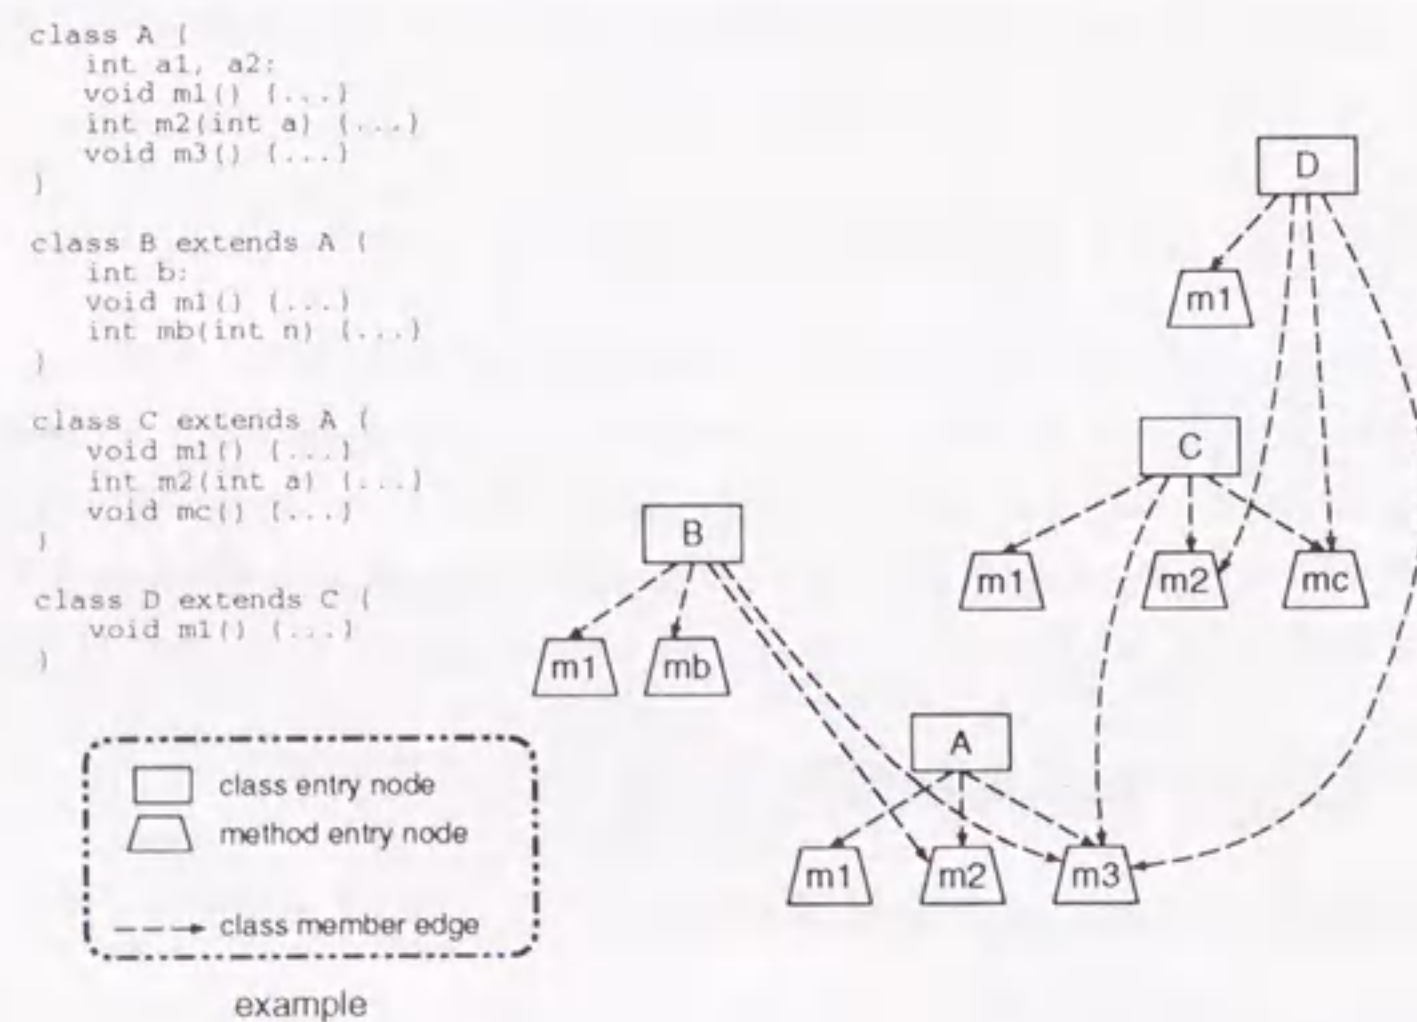 class A {
int a1, a2;
void m1() {...}
int m2(int a) {...}
void m3() {...}
}
class B extends A {
int b;
void m1() {...}
int mb(int n) {...}
}
class C extends A {
void m1() {...}
int m2(int a) {...}
void mc() {...}
}
class D extends C {
void m1() {...}
}
D
m1
C
m1
m2
mc
B
m1
mb
A
m1
m2
m3
class entry node
method entry node
class member edge
example